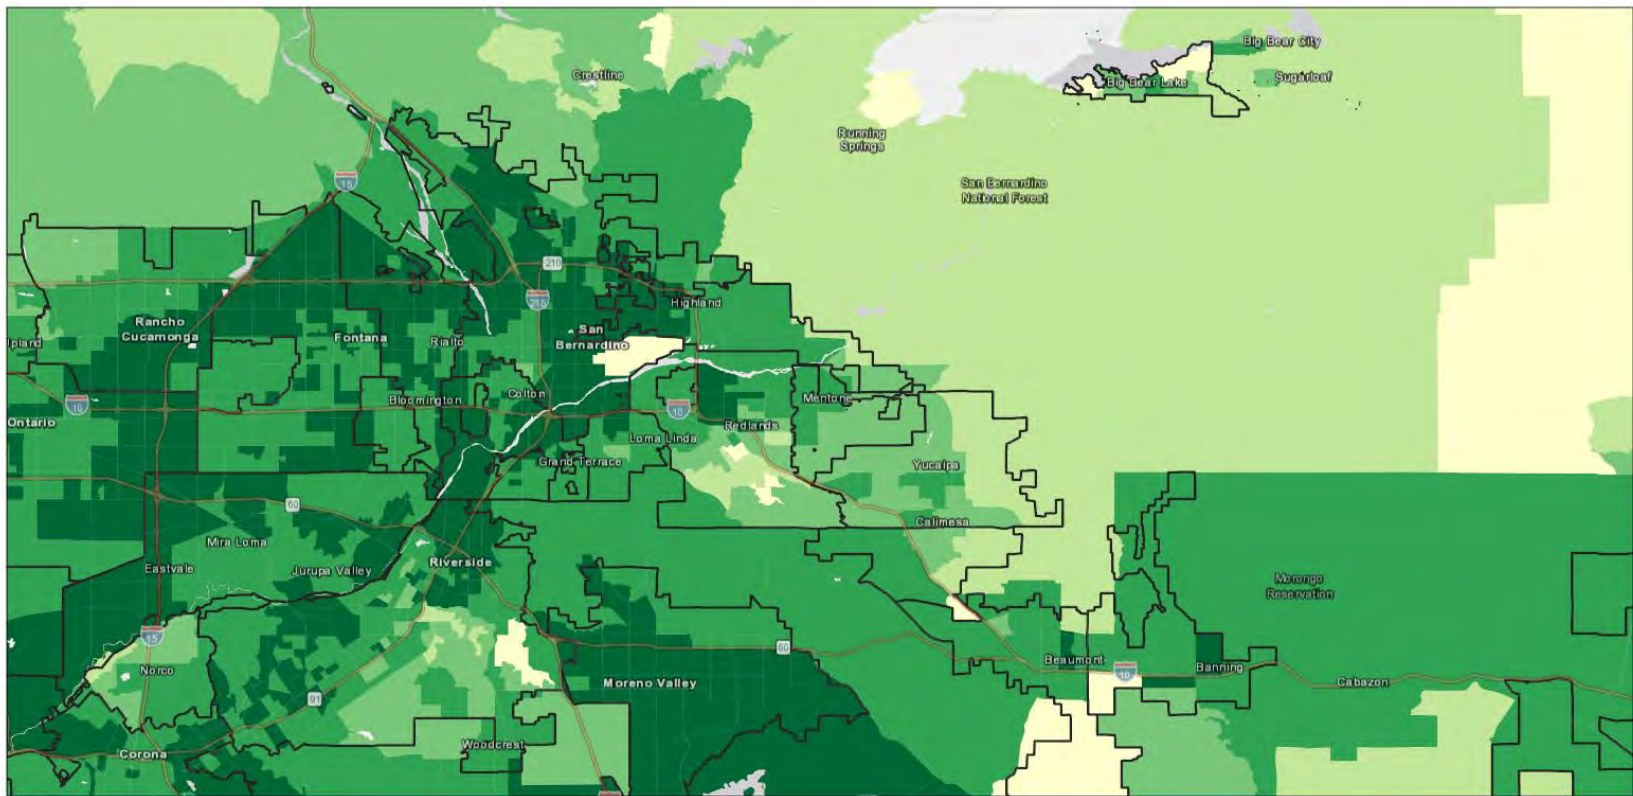 Big Bear City
Crestline
Big Bear Lake
Sugarloaf
Running
Springs
15
San Bernardino
National Forest
210
215
Highland
Rancho
Cucamonga
Fontana
Rialto
San
Bernardino
Upland
10
Bloomington
Colton
10
Mentone
Ontario
Redlands
Loma Linda
Grand Terrace
Yucaipa
60
Calimesa
Mira Loma
Eastvale
Jurupa Valley
Riverside
Morongo
Reservation
15
Norco
60
Beaumont
Banning
10
Moreno Valley
Cabazon
91
Corona
Woodcrest